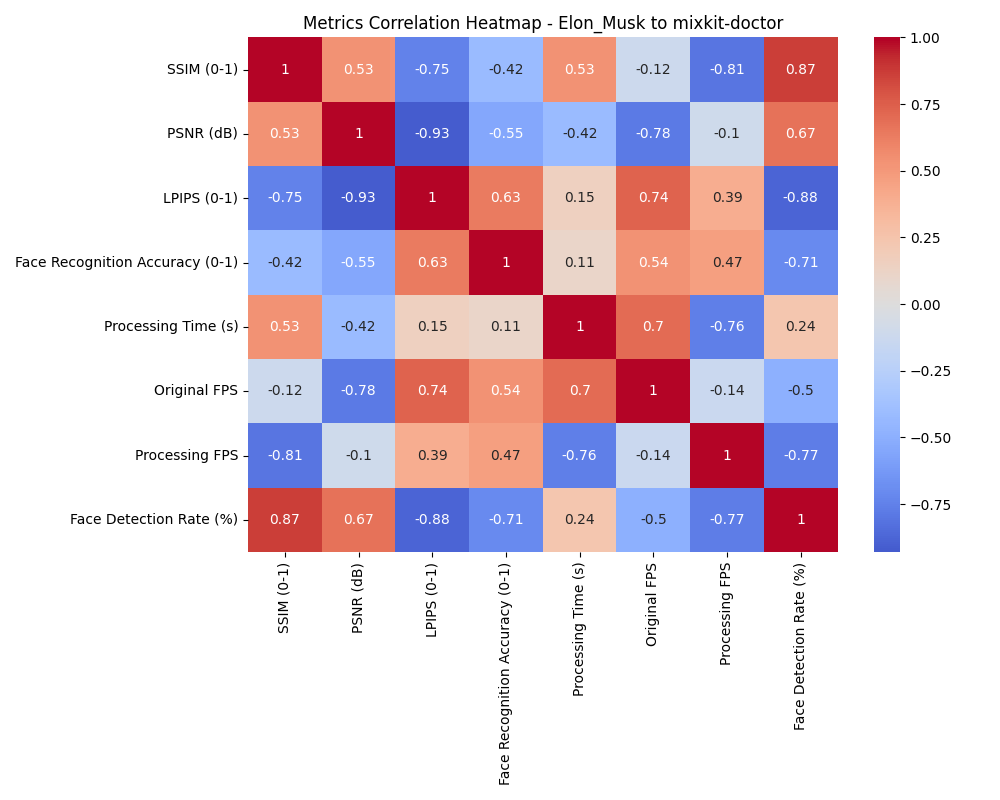 Metrics Correlation Heatmap - Elon_Musk to mixkit-doctor
SSIM (0-1) 1 0.53 -0.75 -0.42 0.53 -0.12 -0.81 0.87
PSNR (dB) 0.53 1 -0.93 -0.55 -0.42 -0.78 -0.1 0.67
LPIPS (0-1) -0.75 -0.93 1 0.63 0.15 0.74 0.39 -0.88
Face Recognition Accuracy (0-1) -0.42 -0.55 0.63 1 0.11 0.54 0.47 -0.71
Processing Time (s) 0.53 -0.42 0.15 0.11 1 0.7 -0.76 0.24
Original FPS -0.12 -0.78 0.74 0.54 0.7 1 -0.14 -0.5
Processing FPS -0.81 -0.1 0.39 0.47 -0.76 -0.14 1 -0.77
Face Detection Rate (%) 0.87 0.67 -0.88 -0.71 0.24 -0.5 -0.77 1
SSIM (0-1)
PSNR (dB)
LPIPS (0-1)
Face Recognition Accuracy (0-1)
Processing Time (s)
Original FPS
Processing FPS
Face Detection Rate (%)
1.00
0.75
0.50
0.25
0.00
−0.25
−0.50
−0.75